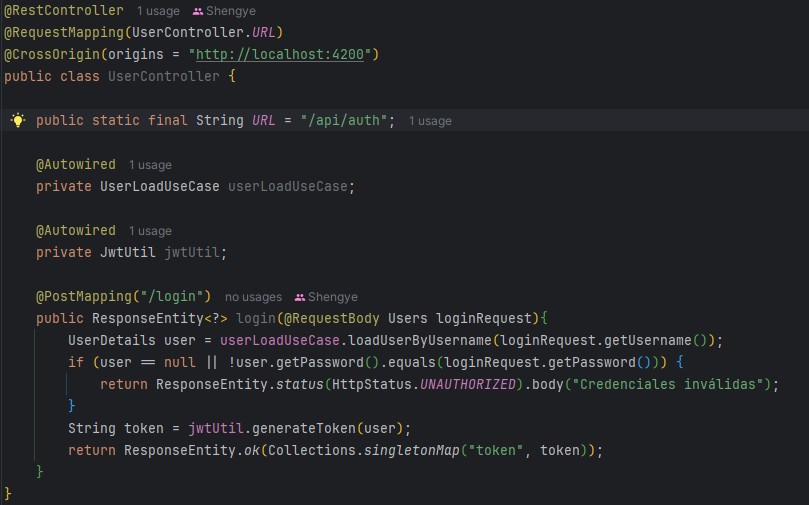 @RestController 1 usage Shengye
@RequestMapping(UserController.URL)
@CrossOrigin(origins = "http://localhost:4200")
public class UserController {
public static final String URL = "/api/auth"; 1 usage
@Autowired 1 usage
private UserLoadUseCase userLoadUseCase;
@Autowired 1 usage
private JwtUtil jwtUtil;
@PostMapping("/login") no usages Shengye
public ResponseEntity<?> login(@RequestBody Users loginRequest){
UserDetails user = userLoadUseCase.loadUserByUsername(loginRequest.getUsername());
if (user == null || !user.getPassword().equals(loginRequest.getPassword())) {
return ResponseEntity.status(HttpStatus.UNAUTHORIZED).body("Credenciales inválidas");
}
String token = jwtUtil.generateToken(user);
return ResponseEntity.ok(Collections.singletonMap("token", token));
}
}